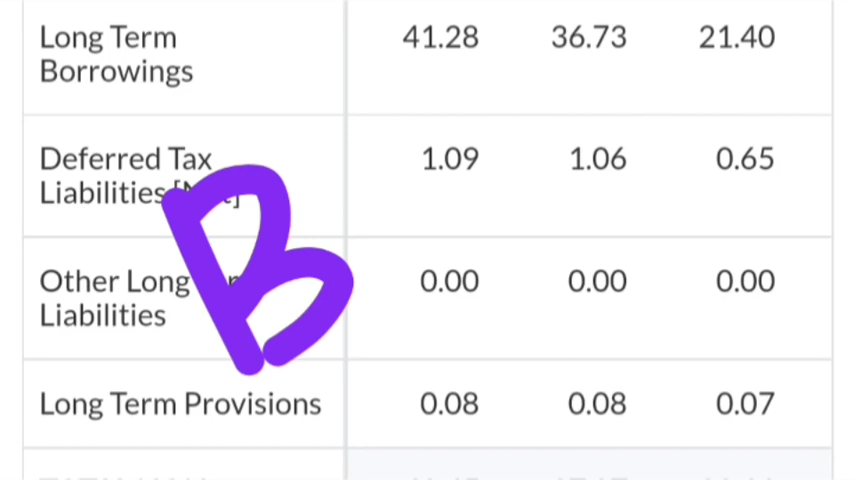 Long Term 41.28 36.73 21.40
Borrowings
Deferred Tax 1.09 1.06 0.65
Liabilities
B
Other Long 0.00 0.00 0.00
Liabilities
Long Term Provisions 0.08 0.08 0.07